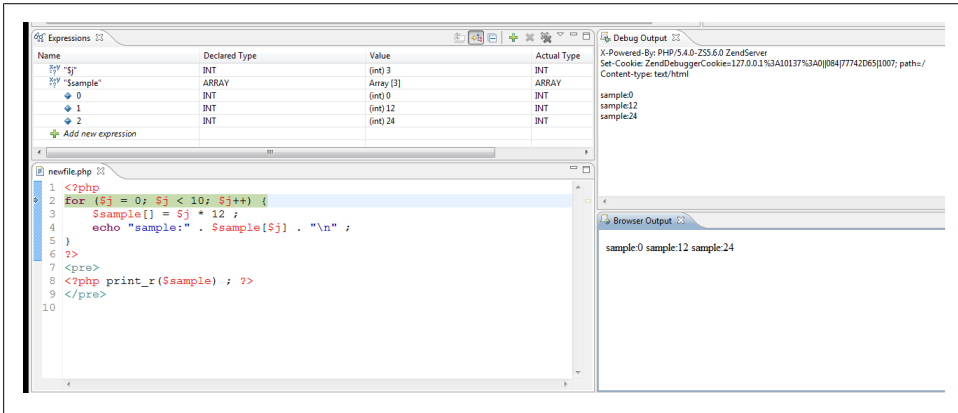 Expressions
Name Declared Type Value Actual Type
"$j" INT (int) 3 INT
"$sample" ARRAY Array [3] ARRAY
0 INT (int) 0 INT
1 INT (int) 12 INT
2 INT (int) 24 INT
Add new expression
newfile.php
1 <?php
2 for ($j = 0; $j < 10; $j++) {
3 $sample[] = $j * 12 ;
4 echo "sample:" . $sample[$j] . "\n" ;
5 }
6 ?>
7 <pre>
8 <?php print_r($sample) ; ?>
9 </pre>
10
Debug Output
X-Powered-By: PHP/5.4.0-ZS5.6.0 ZendServer
Set-Cookie: ZendDebuggerCookie=127.0.0.1%3A10137%3A0||084|77742D65|1007; path=/
Content-type: text/html
sample:0
sample:12
sample:24
Browser Output
sample:0 sample:12 sample:24